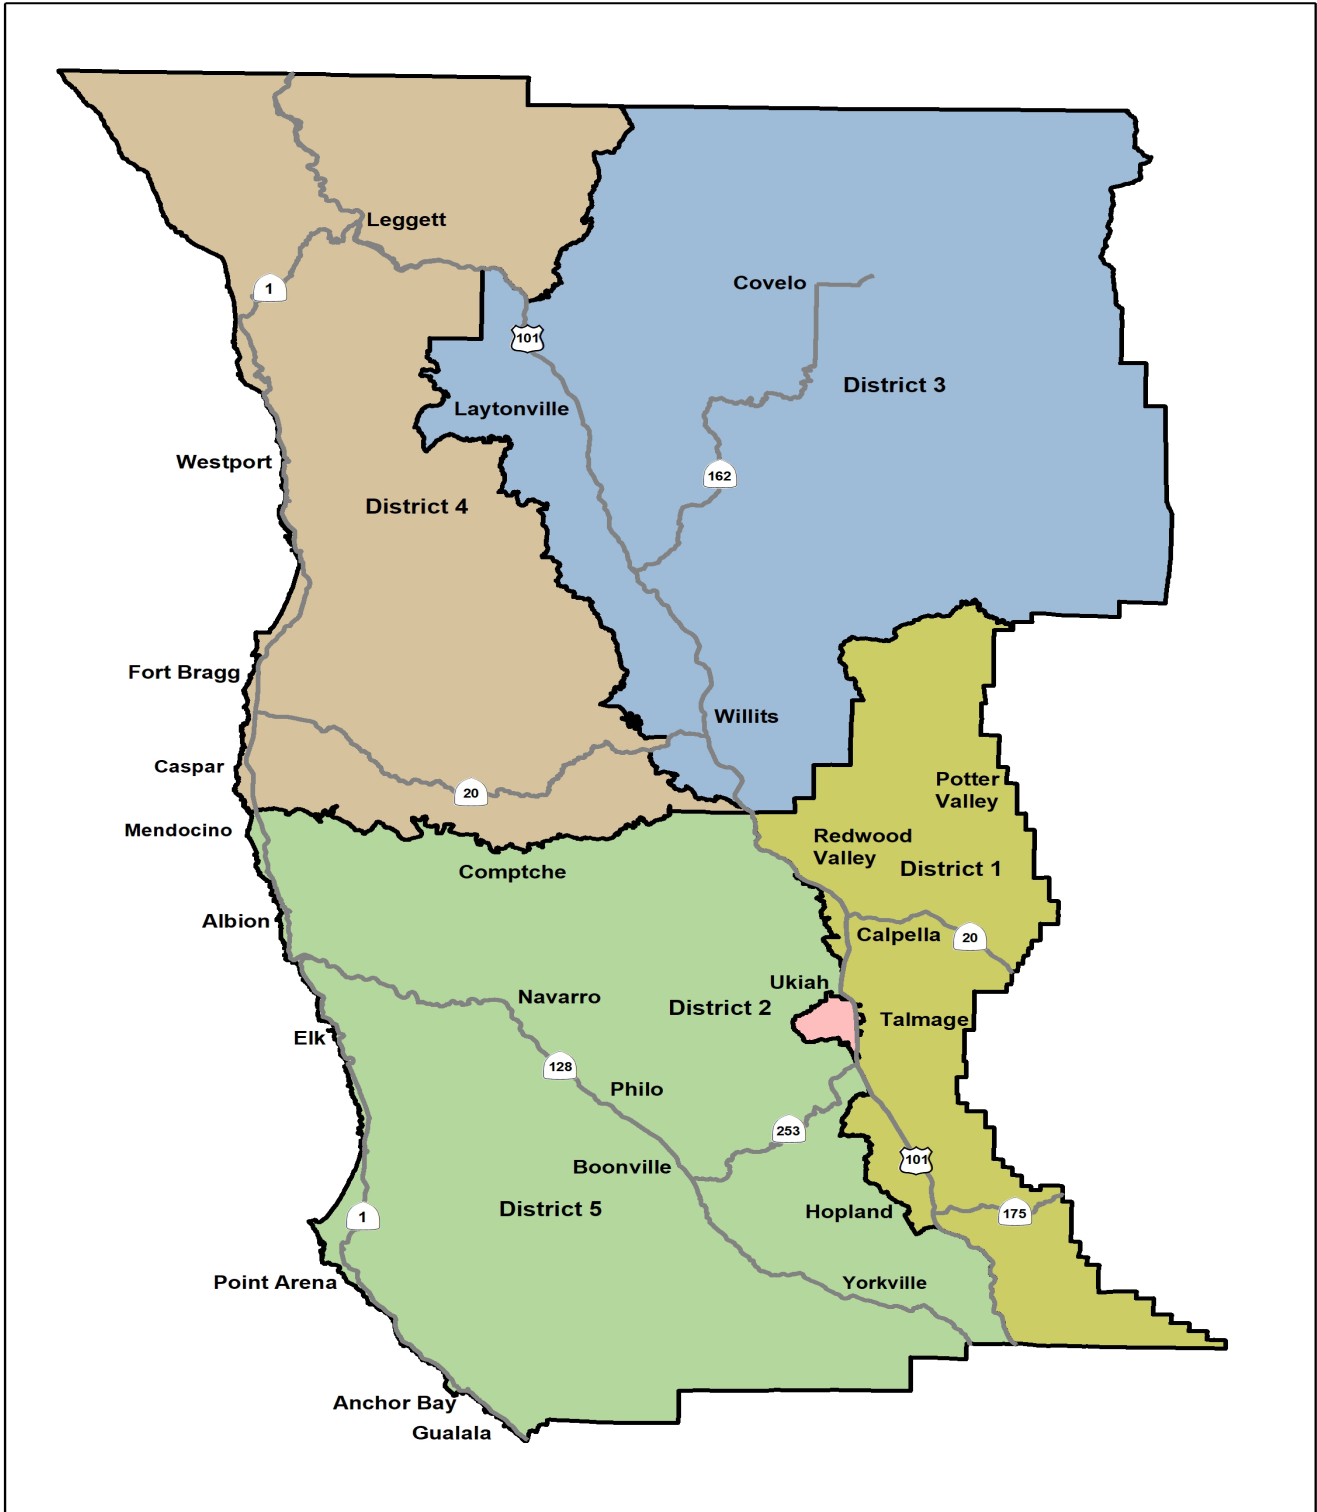 Leggett
1
Covelo
101
District 3
Laytonville
Westport
162
District 4
Fort Bragg
Willits
Caspar
Potter
Valley
20
Mendocino
Redwood
Valley
Comptche
District 1
Albion
Calpella
20
Ukiah
Navarro
District 2
Talmage
Elk
128
Philo
253
Boonville
101
District 5
Hopland
175
1
Point Arena
Yorkville
Anchor Bay
Gualala